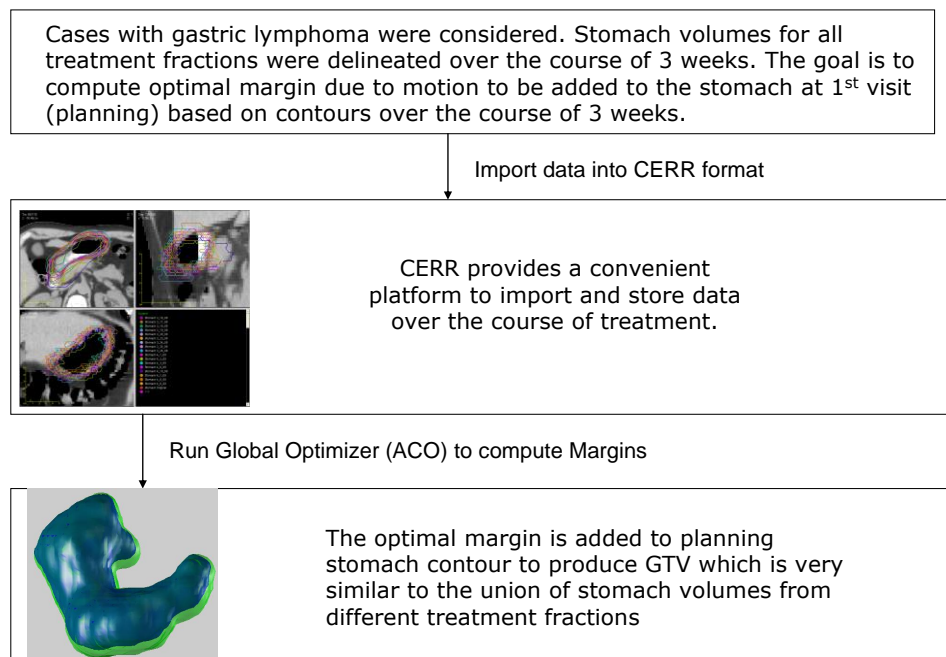 Cases with gastric lymphoma were considered. Stomach volumes for all
treatment fractions were delineated over the course of 3 weeks. The goal is to
compute optimal margin due to motion to be added to the stomach at 1st visit
(planning) based on contours over the course of 3 weeks.
Import data into CERR format
CERR provides a convenient
platform to import and store data
over the course of treatment.
Run Global Optimizer (ACO) to compute Margins
The optimal margin is added to planning
stomach contour to produce GTV which is very
similar to the union of stomach volumes from
different treatment fractions